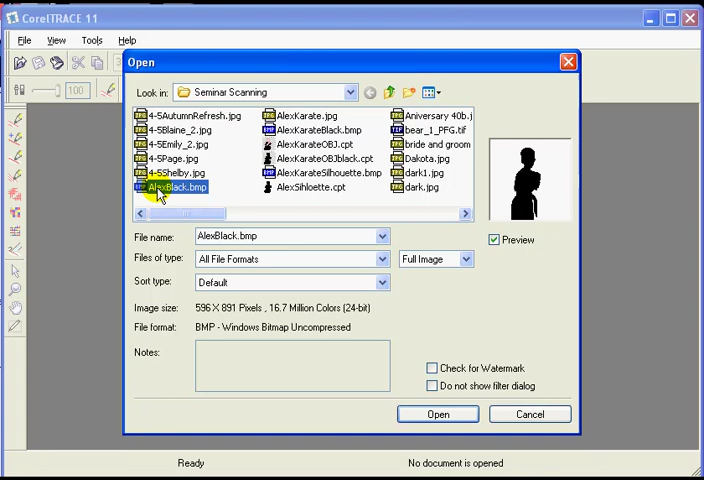 CorelTRACE 11
File View Tools Help
100
Open
Look in: Seminar Scanning
4-5AutumnRefresh.jpg AlexKarate.jpg Aniversary 40b.j
4-5Blaine_2.jpg AlexKarateBlack.bmp bear_1_PFG.tif
4-5Emily_2.jpg AlexKarateOBJ.cpt bride and groom
4-5Page.jpg AlexKarateOBJblack.cpt Dakota.jpg
4-5Shelby.jpg AlexKarateSilhouette.bmp dark1.jpg
AlexBlack.bmp AlexSihloette.cpt dark.jpg
File name: AlexBlack.bmp
Preview
Files of type: All File Formats Full Image
Sort type: Default
Image size: 596 X 891 Pixels , 16.7 Million Colors (24-bit)
File format: BMP - Windows Bitmap Uncompressed
Notes:
Check for Watermark
Do not show filter dialog
Open Cancel
Ready No document is opened